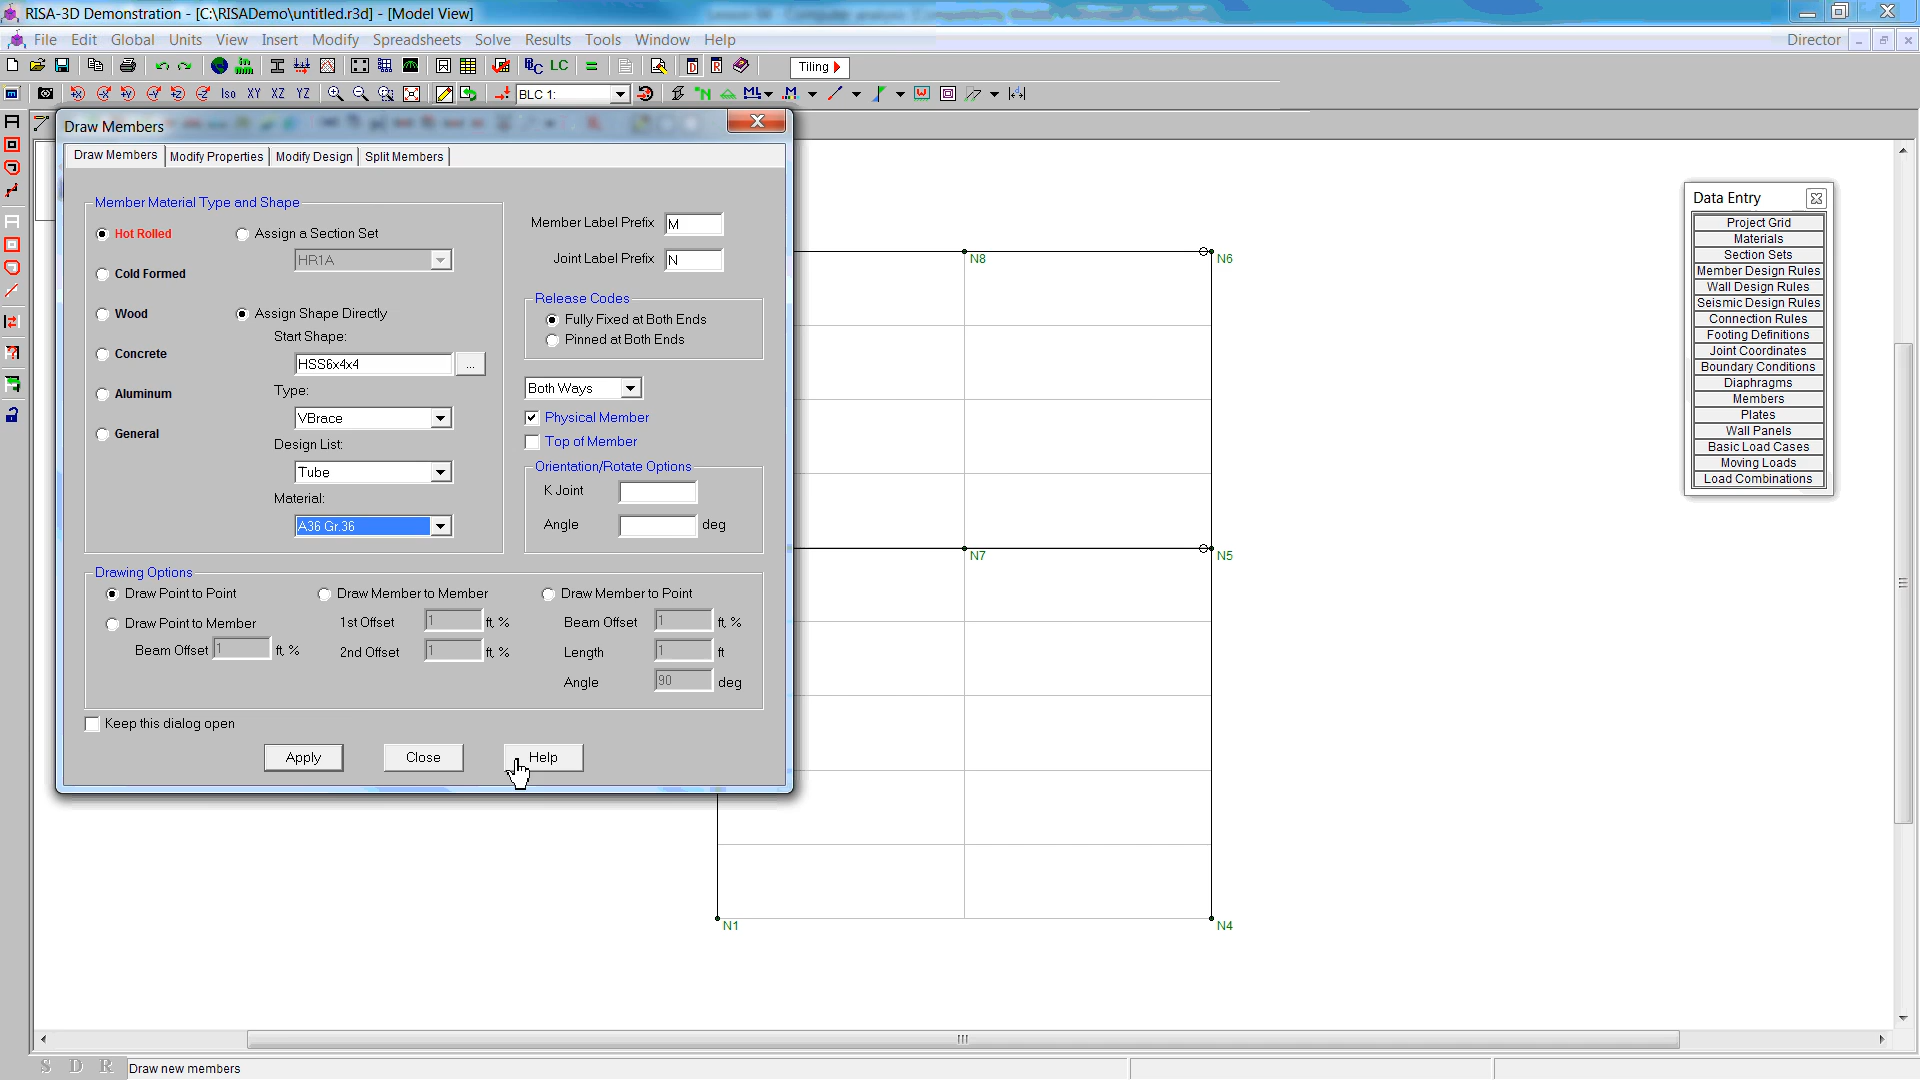 RISA-3D Demonstration - [C:\RISADemo\untitled.r3d] - [Model View]
File Edit Global Units View Insert Modify Spreadsheets Solve Results Tools Window Help Director
in
BC LC = D R Tiling
Iso XY XZ YZ BLC 1: N ML M
Draw Members
Draw Members Modify Properties Modify Design Split Members
Member Material Type and Shape
Hot Rolled
Cold Formed
Wood
Concrete
Aluminum
General
Assign a Section Set
HR1A
Assign Shape Directly
Start Shape:
HSS6x4x4 ...
Type:
VBrace
Design List:
Tube
Material:
A36 Gr.36
Member Label Prefix M
Joint Label Prefix N
Release Codes
Fully Fixed at Both Ends
Pinned at Both Ends
Both Ways
Physical Member
Top of Member
Orientation/Rotate Options
K Joint
Angle deg
Drawing Options
Draw Point to Point
Draw Point to Member
Beam Offset 1 ft, %
Draw Member to Member
1st Offset 1 ft, %
2nd Offset 1 ft, %
Draw Member to Point
Beam Offset 1 ft, %
Length 1 ft
Angle 90 deg
Keep this dialog open
Apply Close Help
N8 N6
N7 N5
N1 N4
Data Entry
Project Grid
Materials
Section Sets
Member Design Rules
Wall Design Rules
Seismic Design Rules
Connection Rules
Footing Definitions
Joint Coordinates
Boundary Conditions
Diaphragms
Members
Plates
Wall Panels
Basic Load Cases
Moving Loads
Load Combinations
S D R Draw new members